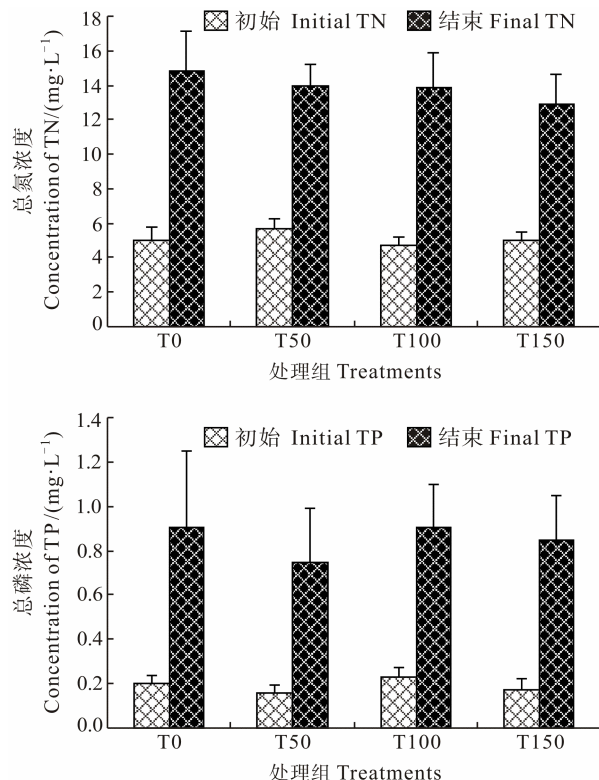 初始 Initial TN 结束 Final TN
18
16
14
12
10
8
6
4
2
0
总氮浓度
Concentration of TN/(mg·L⁻¹)
T0 T50 T100 T150
处理组 Treatments
初始 Initial TP 结束 Final TP
1.4
1.2
1.0
0.8
0.6
0.4
0.2
0.0
总磷浓度
Concentration of TP/(mg·L⁻¹)
T0 T50 T100 T150
处理组 Treatments